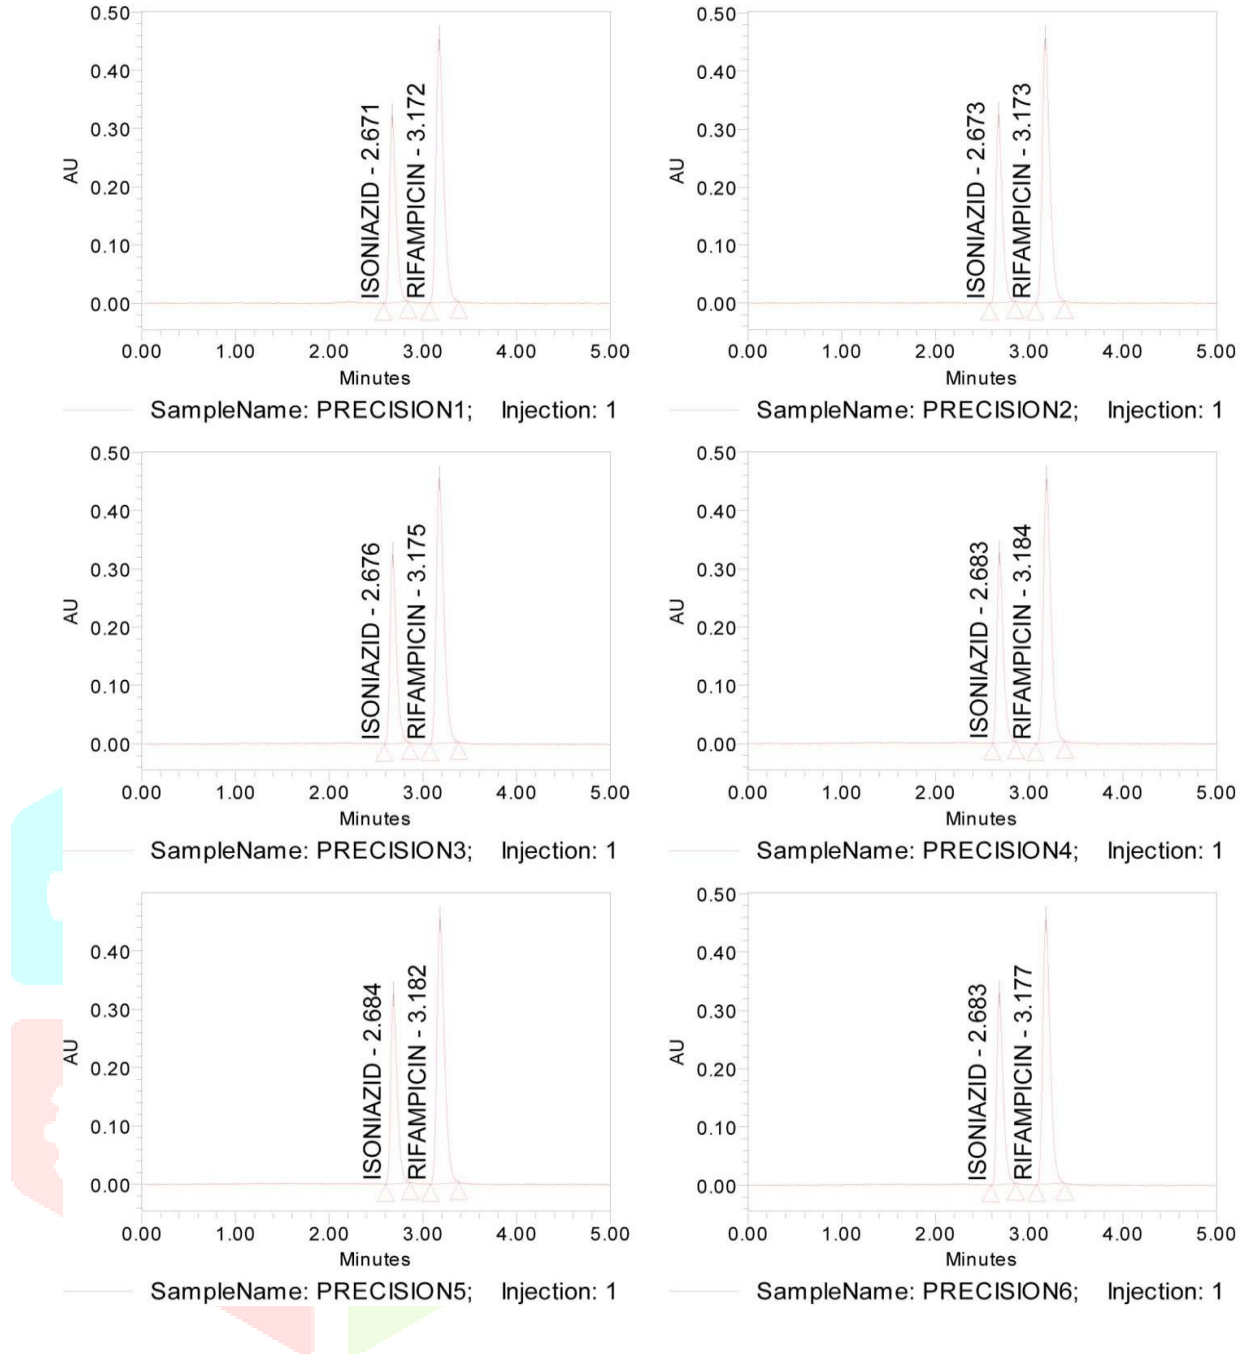 0.50
0.40
0.30
0.20
0.10
0.00
AU
ISONIAZID - 2.671
RIFAMPICIN - 3.172
0.00 1.00 2.00 3.00 4.00 5.00
Minutes
SampleName: PRECISION1; Injection: 1
0.50
0.40
0.30
0.20
0.10
0.00
AU
ISONIAZID - 2.673
RIFAMPICIN - 3.173
0.00 1.00 2.00 3.00 4.00 5.00
Minutes
SampleName: PRECISION2; Injection: 1
0.50
0.40
0.30
0.20
0.10
0.00
AU
ISONIAZID - 2.676
RIFAMPICIN - 3.175
0.00 1.00 2.00 3.00 4.00 5.00
Minutes
SampleName: PRECISION3; Injection: 1
0.50
0.40
0.30
0.20
0.10
0.00
AU
ISONIAZID - 2.683
RIFAMPICIN - 3.184
0.00 1.00 2.00 3.00 4.00 5.00
Minutes
SampleName: PRECISION4; Injection: 1
0.40
0.30
0.20
0.10
0.00
AU
ISONIAZID - 2.684
RIFAMPICIN - 3.182
0.00 1.00 2.00 3.00 4.00 5.00
Minutes
SampleName: PRECISION5; Injection: 1
0.50
0.40
0.30
0.20
0.10
0.00
AU
ISONIAZID - 2.683
RIFAMPICIN - 3.177
0.00 1.00 2.00 3.00 4.00 5.00
Minutes
SampleName: PRECISION6; Injection: 1